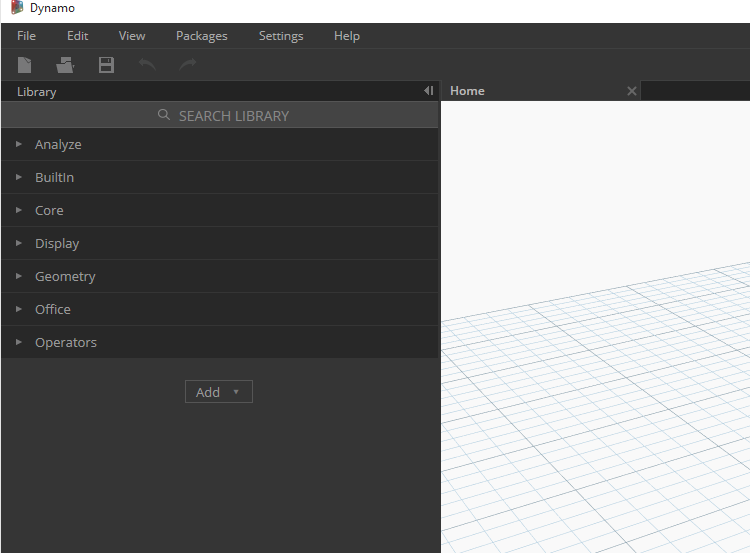 Dynamo
File Edit View Packages Settings Help
Library
Home
SEARCH LIBRARY
Analyze
BuiltIn
Core
Display
Geometry
Office
Operators
Add